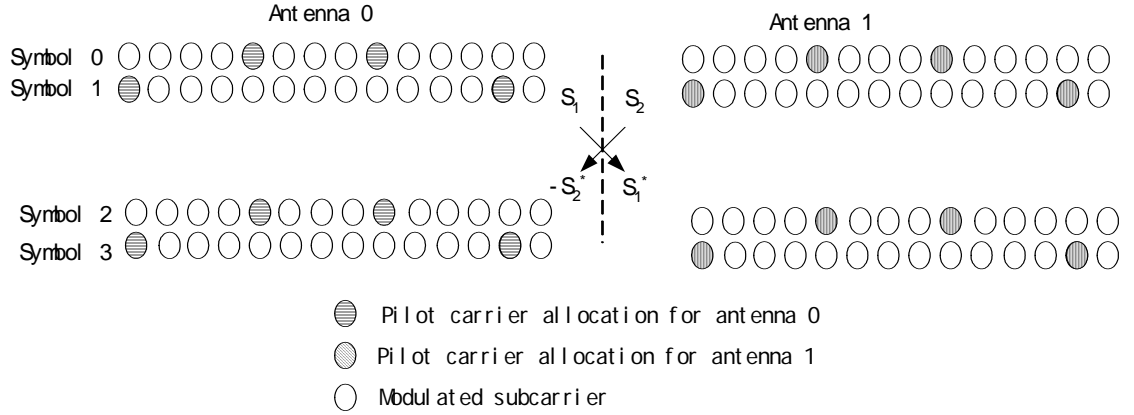 Antenna 0
Antenna 1
Symbol 0
Symbol 1
S1 S2
-S2* S1*
Symbol 2
Symbol 3
Pilot carrier allocation for antenna 0
Pilot carrier allocation for antenna 1
Modulated subcarrier